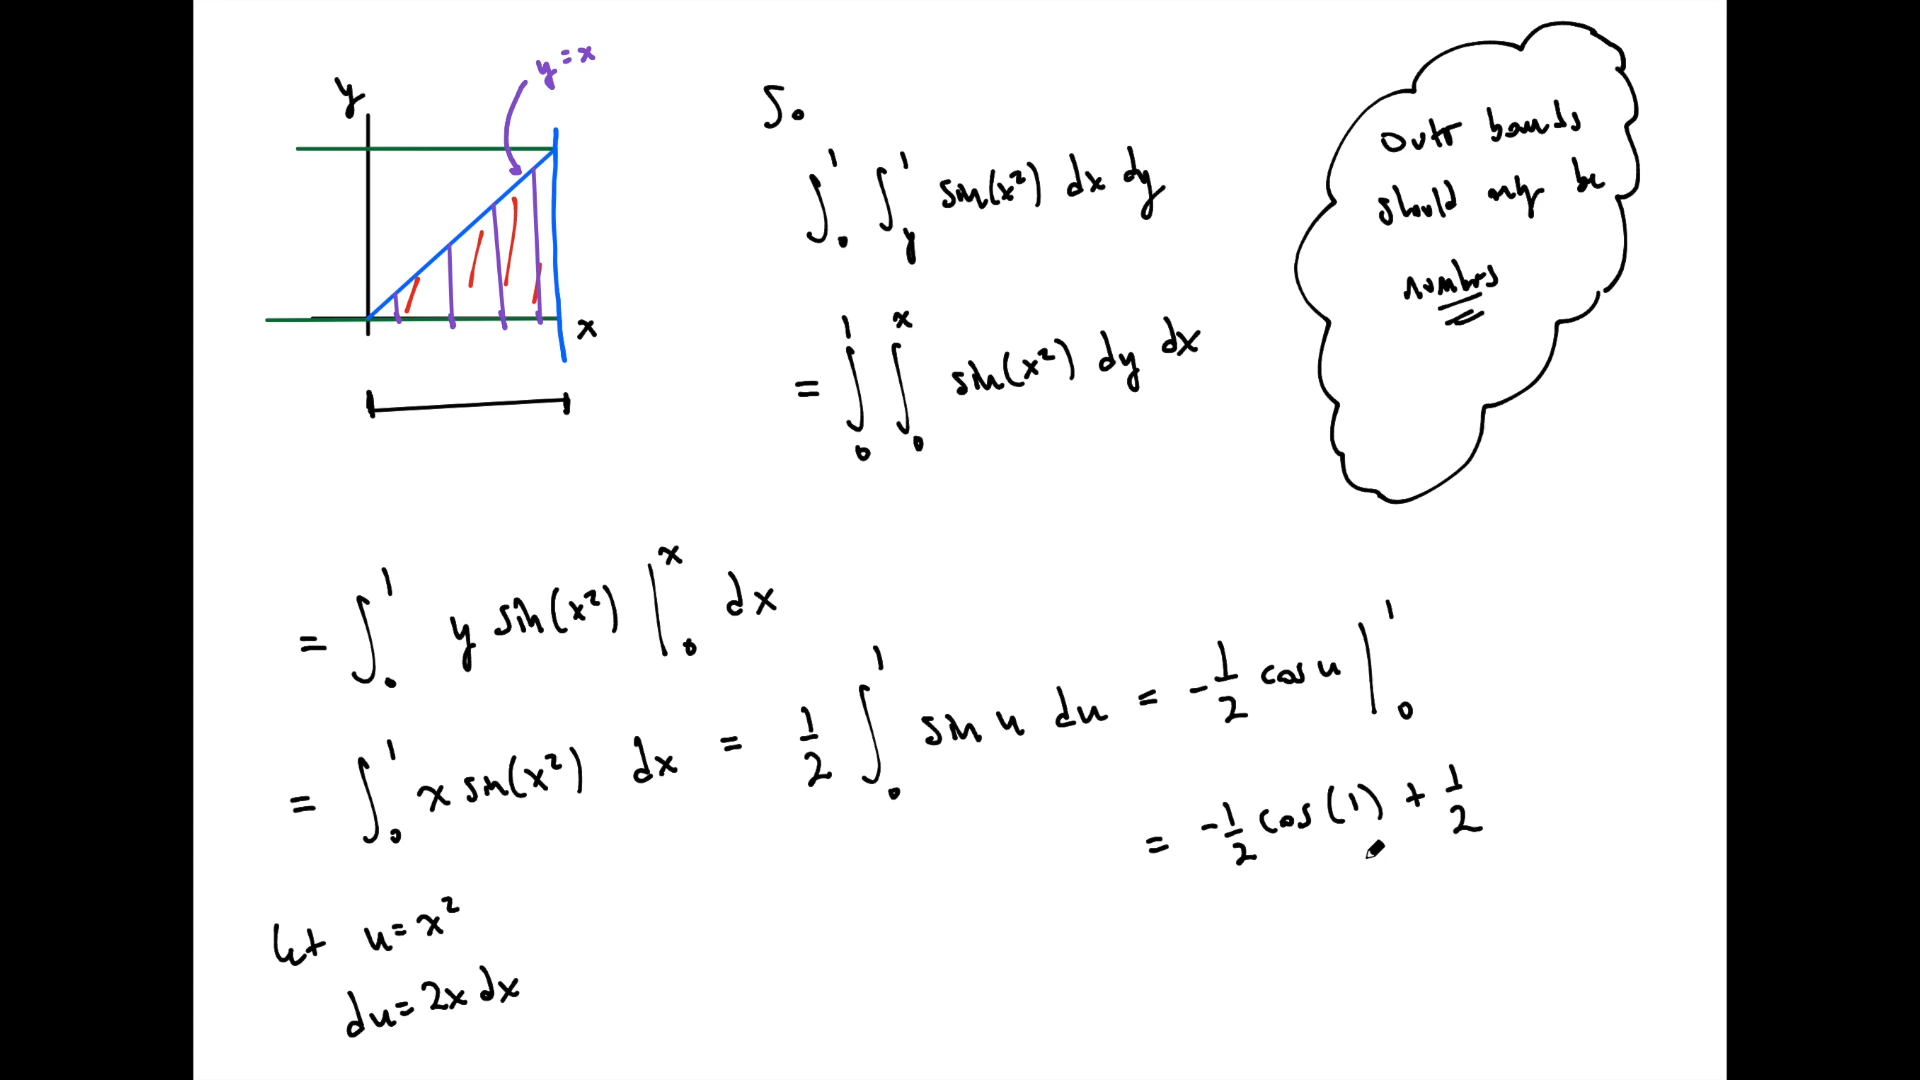 y
y=x
x
So
∫₀¹ ∫_y¹ sin(x²) dx dy
= ∫₀¹ ∫₀ˣ sin(x²) dy dx
outer bounds
should only be
numbers
= ∫₀¹ y sin(x²) |₀ˣ dx
= ∫₀¹ x sin(x²) dx = 1/2 ∫₀¹ sin u du = -1/2 cos u |₀¹
= -1/2 cos(1) + 1/2
let u=x²
du=2x dx